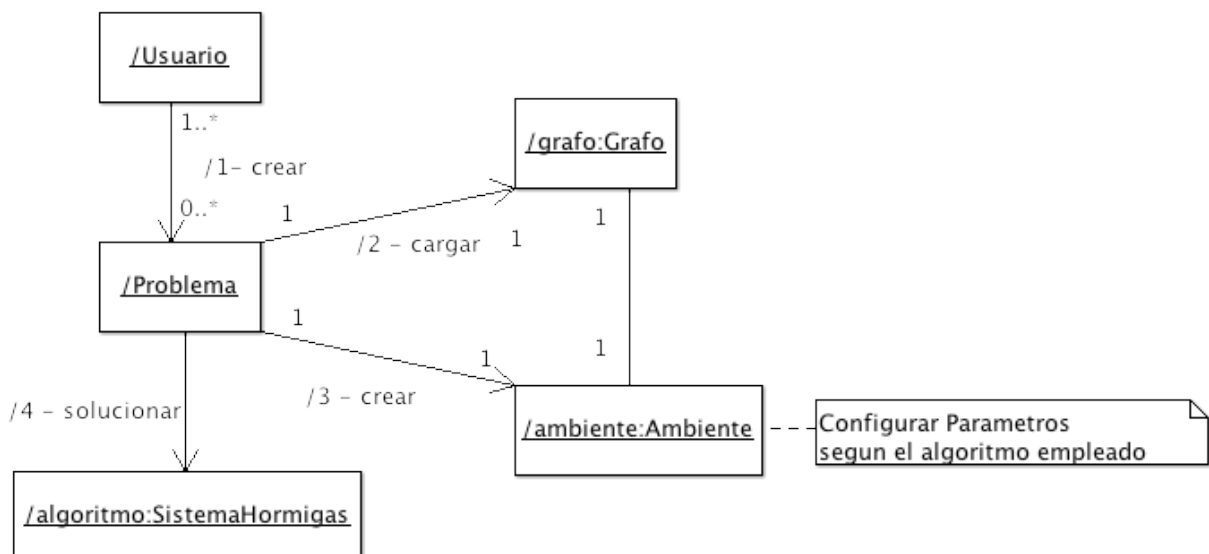 /Usuario
1..*
/1- crear
0..*
/grafo:Grafo
1
1
/2 - cargar
1
/Problema
1
1
1
/3 - crear
/4 - solucionar
/ambiente:Ambiente
Configurar Parametros
segun el algoritmo empleado
/algoritmo:SistemaHormigas